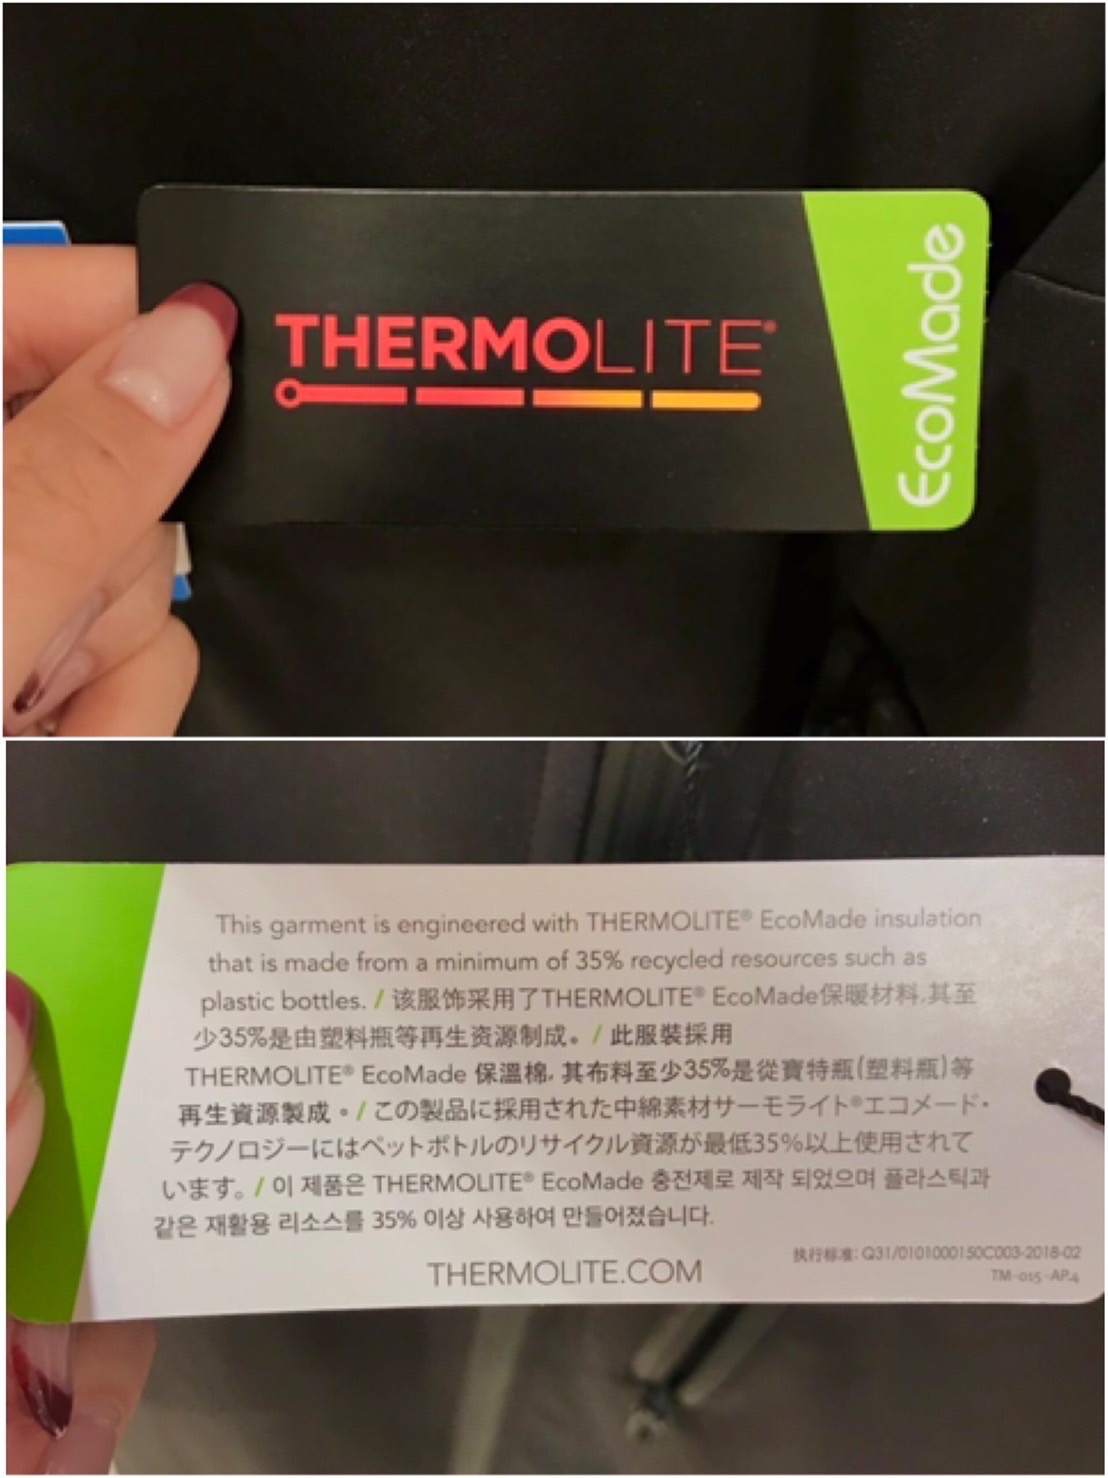 THERMOLITE®
EcoMade
This garment is engineered with THERMOLITE® EcoMade insulation
that is made from a minimum of 35% recycled resources such as
plastic bottles. / 该服饰采用了THERMOLITE® EcoMade保暖材料,其至
少35%是由塑料瓶等再生资源制成。/ 此服裝採用
THERMOLITE® EcoMade 保溫棉, 其布料至少35%是從寶特瓶(塑料瓶)等
再生資源製成。/ この製品に採用された中綿素材サーモライト®エコメード・
テクノロジーにはペットボトルのリサイクル資源が最低35%以上使用されて
います。/ 이 제품은 THERMOLITE® EcoMade 충전제로 제작 되었으며 플라스틱과
같은 재활용 리소스를 35% 이상 사용하여 만들어졌습니다.
THERMOLITE.COM
执行标准: Q31/0101000150C003-2018-02
TM-015-AP.4